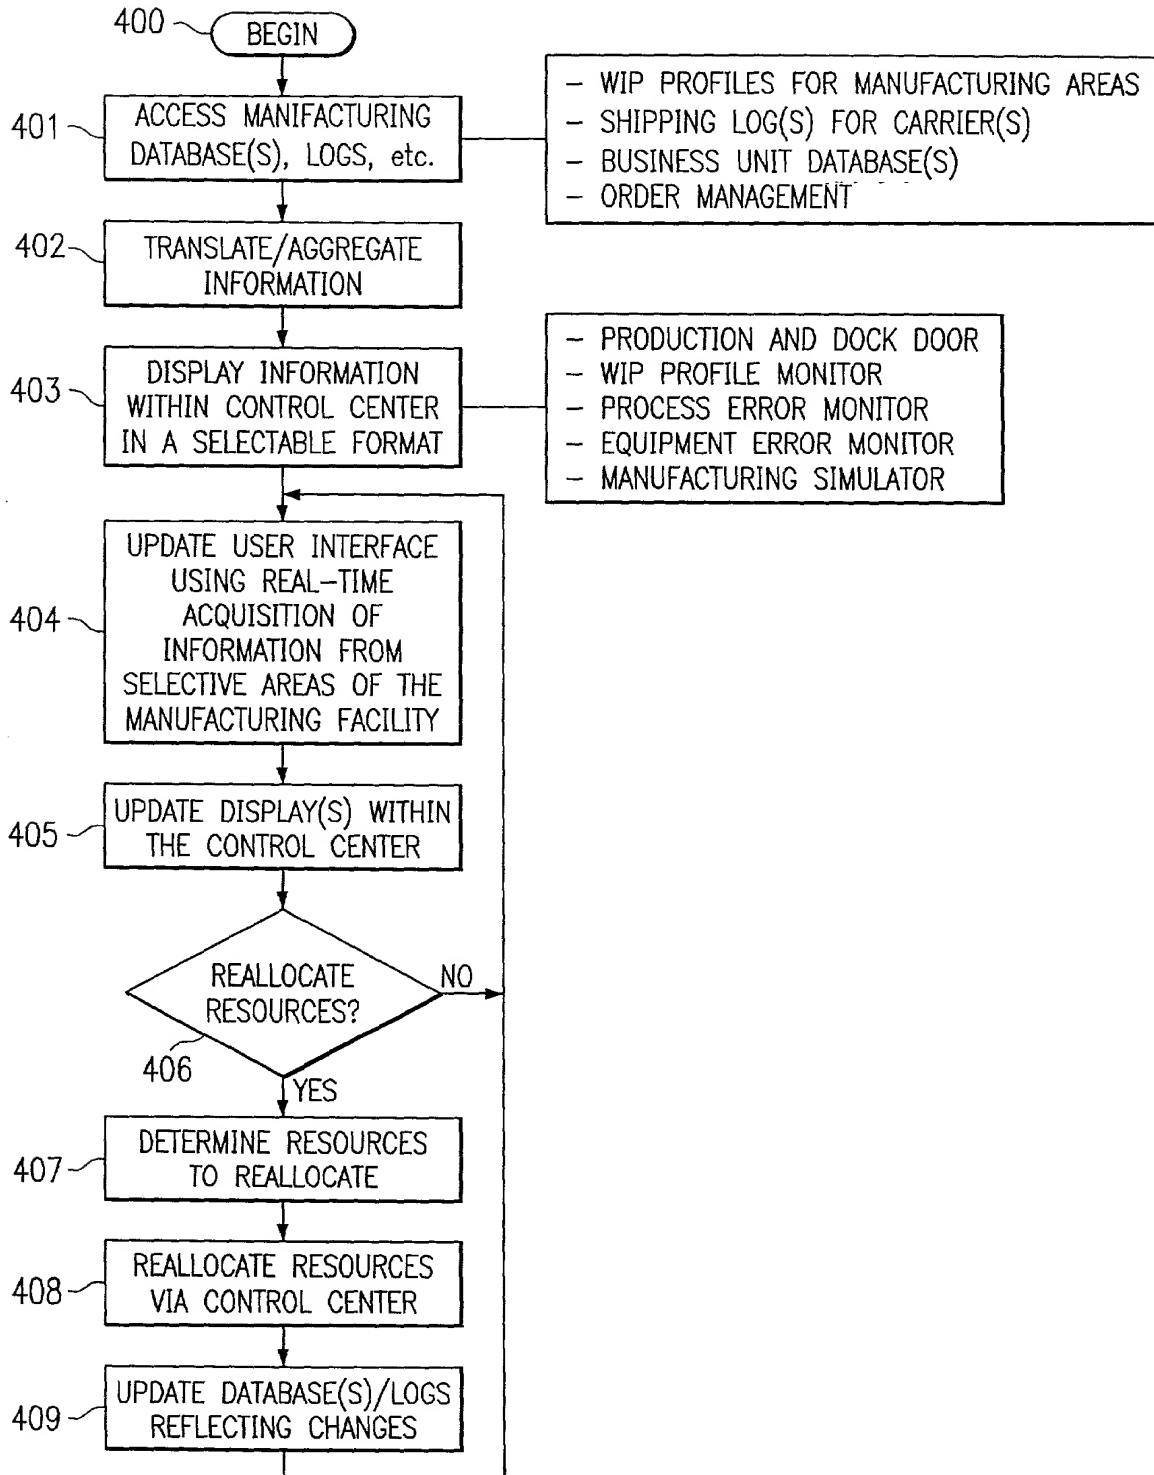 400
BEGIN
401
ACCESS MANIFACTURING
DATABASE(S), LOGS, etc.
- WIP PROFILES FOR MANUFACTURING AREAS
- SHIPPING LOG(S) FOR CARRIER(S)
- BUSINESS UNIT DATABASE(S)
- ORDER MANAGEMENT
402
TRANSLATE/AGGREGATE
INFORMATION
403
DISPLAY INFORMATION
WITHIN CONTROL CENTER
IN A SELECTABLE FORMAT
- PRODUCTION AND DOCK DOOR
- WIP PROFILE MONITOR
- PROCESS ERROR MONITOR
- EQUIPMENT ERROR MONITOR
- MANUFACTURING SIMULATOR
404
UPDATE USER INTERFACE
USING REAL-TIME
ACQUISITION OF
INFORMATION FROM
SELECTIVE AREAS OF THE
MANUFACTURING FACILITY
405
UPDATE DISPLAY(S) WITHIN
THE CONTROL CENTER
REALLOCATE
RESOURCES?
NO
406
YES
407
DETERMINE RESOURCES
TO REALLOCATE
408
REALLOCATE RESOURCES
VIA CONTROL CENTER
409
UPDATE DATABASE(S)/LOGS
REFLECTING CHANGES